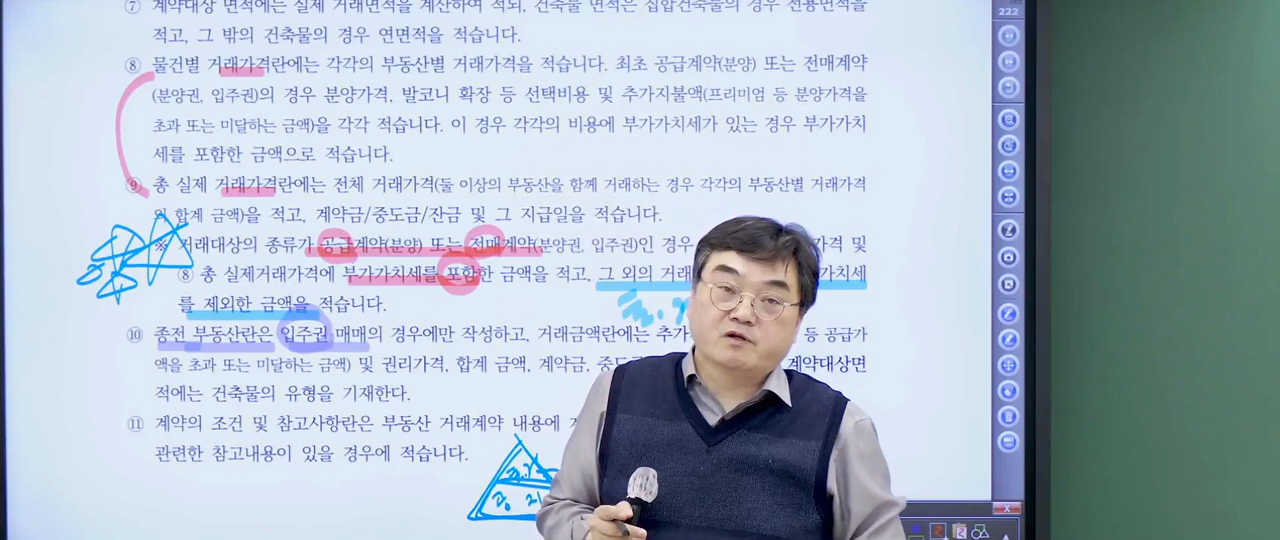 222
⑦ 계약대상 면적에는 실제 거래면적을 계산하여 적되, 건축물 면적은 집합건축물의 경우 전용면적을
적고, 그 밖의 건축물의 경우 연면적을 적습니다.
⑧ 물건별 거래가격란에는 각각의 부동산별 거래가격을 적습니다. 최초 공급계약(분양) 또는 전매계약
(분양권, 입주권)의 경우 분양가격, 발코니 확장 등 선택비용 및 추가지불액(프리미엄 등 분양가격을
초과 또는 미달하는 금액)을 각각 적습니다. 이 경우 각각의 비용에 부가가치세가 있는 경우 부가가치
세를 포함한 금액으로 적습니다.
⑨ 총 실제 거래가격란에는 전체 거래가격(둘 이상의 부동산을 함께 거래하는 경우 각각의 부동산별 거래가격
의 합계 금액)을 적고, 계약금/중도금/잔금 및 그 지급일을 적습니다.
※ 거래대상의 종류가 공급계약(분양) 또는 전매계약(분양권, 입주권)인 경우 가격 및
⑧ 총 실제거래가격에 부가가치세를 포함한 금액을 적고, 그 외의 거래 가치세
를 제외한 금액을 적습니다.
⑩ 종전 부동산란은 입주권 매매의 경우에만 작성하고, 거래금액란에는 추가 등 공급가
액을 초과 또는 미달하는 금액) 및 권리가격, 합계 금액, 계약금, 중도 계약대상면
적에는 건축물의 유형을 기재한다.
⑪ 계약의 조건 및 참고사항란은 부동산 거래계약 내용에
관련한 참고내용이 있을 경우에 적습니다.